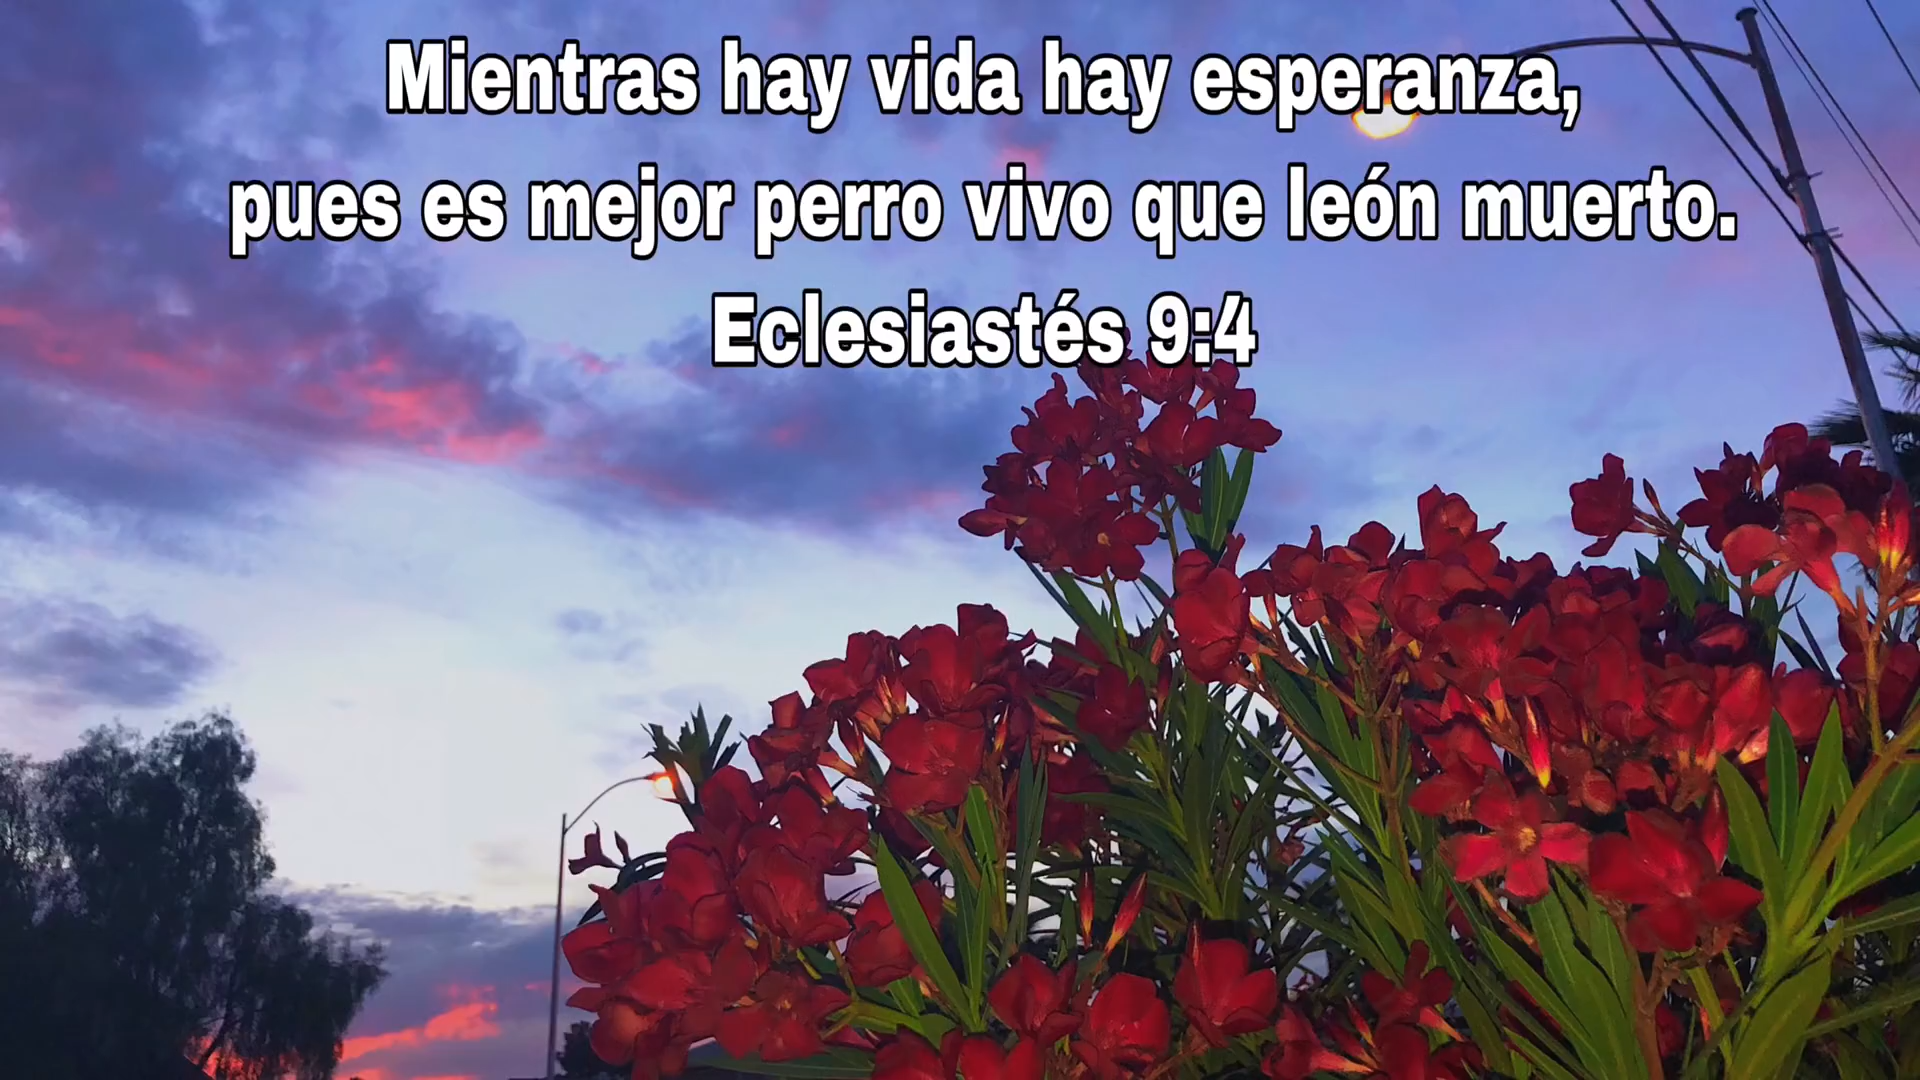 Mientras hay vida hay esperanza,
pues es mejor perro vivo que león muerto.
Eclesiastés 9:4